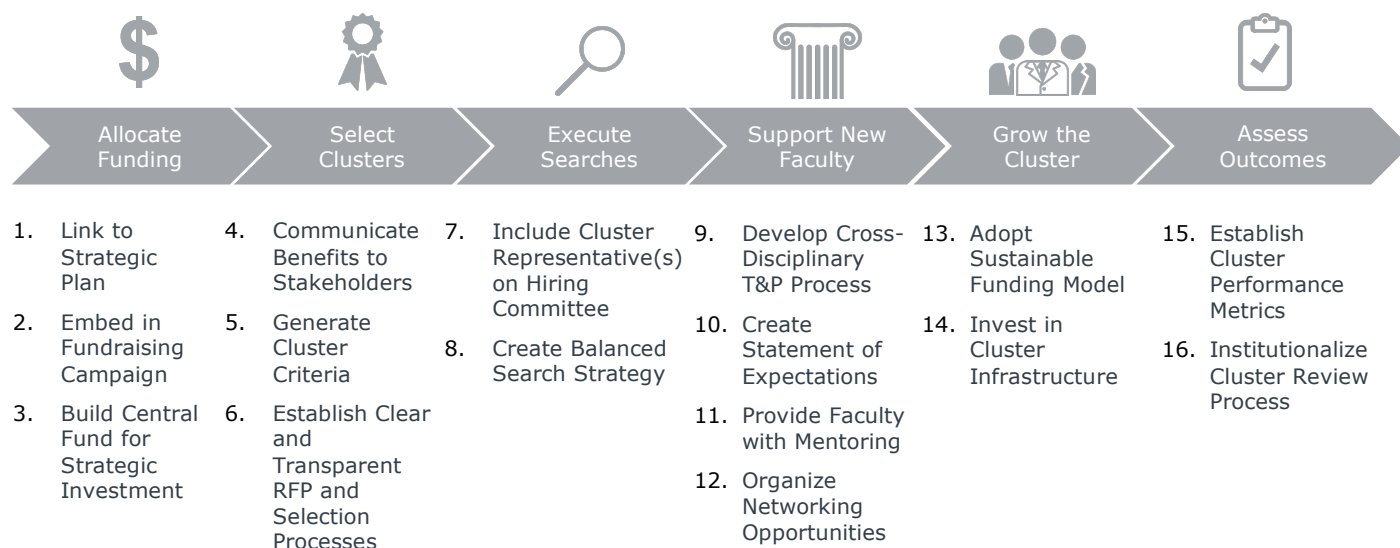 Allocate
Funding
Select
Clusters
Execute
Searches
Support New
Faculty
Grow the
Cluster
Assess
Outcomes
1. Link to
Strategic
Plan
2. Embed in
Fundraising
Campaign
3. Build Central
Fund for
Strategic
Investment
4. Communicate
Benefits to
Stakeholders
5. Generate
Cluster
Criteria
6. Establish Clear
and
Transparent
RFP and
Selection
Processes
7. Include Cluster
Representative(s)
on Hiring
Committee
8. Create Balanced
Search Strategy
9. Develop Cross-
Disciplinary
T&P Process
10. Create
Statement of
Expectations
11. Provide Faculty
with Mentoring
12. Organize
Networking
Opportunities
13. Adopt
Sustainable
Funding Model
14. Invest in
Cluster
Infrastructure
15. Establish
Cluster
Performance
Metrics
16. Institutionalize
Cluster Review
Process